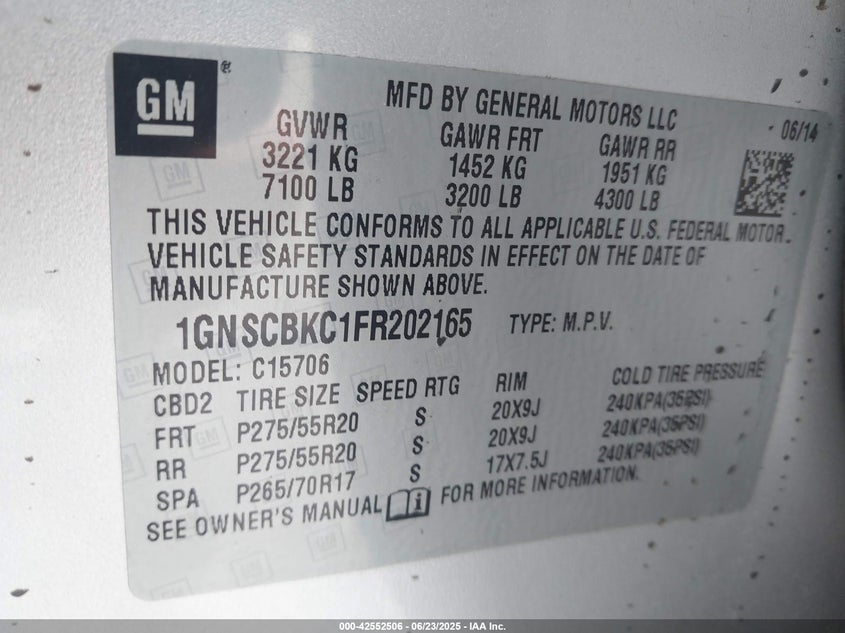 GM
MFD BY GENERAL MOTORS LLC
06/14
GVWR GAWR FRT GAWR RR
3221 KG 1452 KG 1951 KG
7100 LB 3200 LB 4300 LB
THIS VEHICLE CONFORMS TO ALL APPLICABLE U.S. FEDERAL MOTOR
VEHICLE SAFETY STANDARDS IN EFFECT ON THE DATE OF
MANUFACTURE SHOWN ABOVE.
1GNSCBKC1FR202165 TYPE: M.P.V.
MODEL: C15706
CBD2 TIRE SIZE SPEED RTG RIM COLD TIRE PRESSURE
FRT P275/55R20 S 20X9J 240KPA(35PSI)
RR P275/55R20 S 20X9J 240KPA(35PSI)
SPA P265/70R17 S 17X7.5J 240KPA(35PSI)
SEE OWNER'S MANUAL FOR MORE INFORMATION.
000-42552506 - 06/23/2025 - IAA Inc.